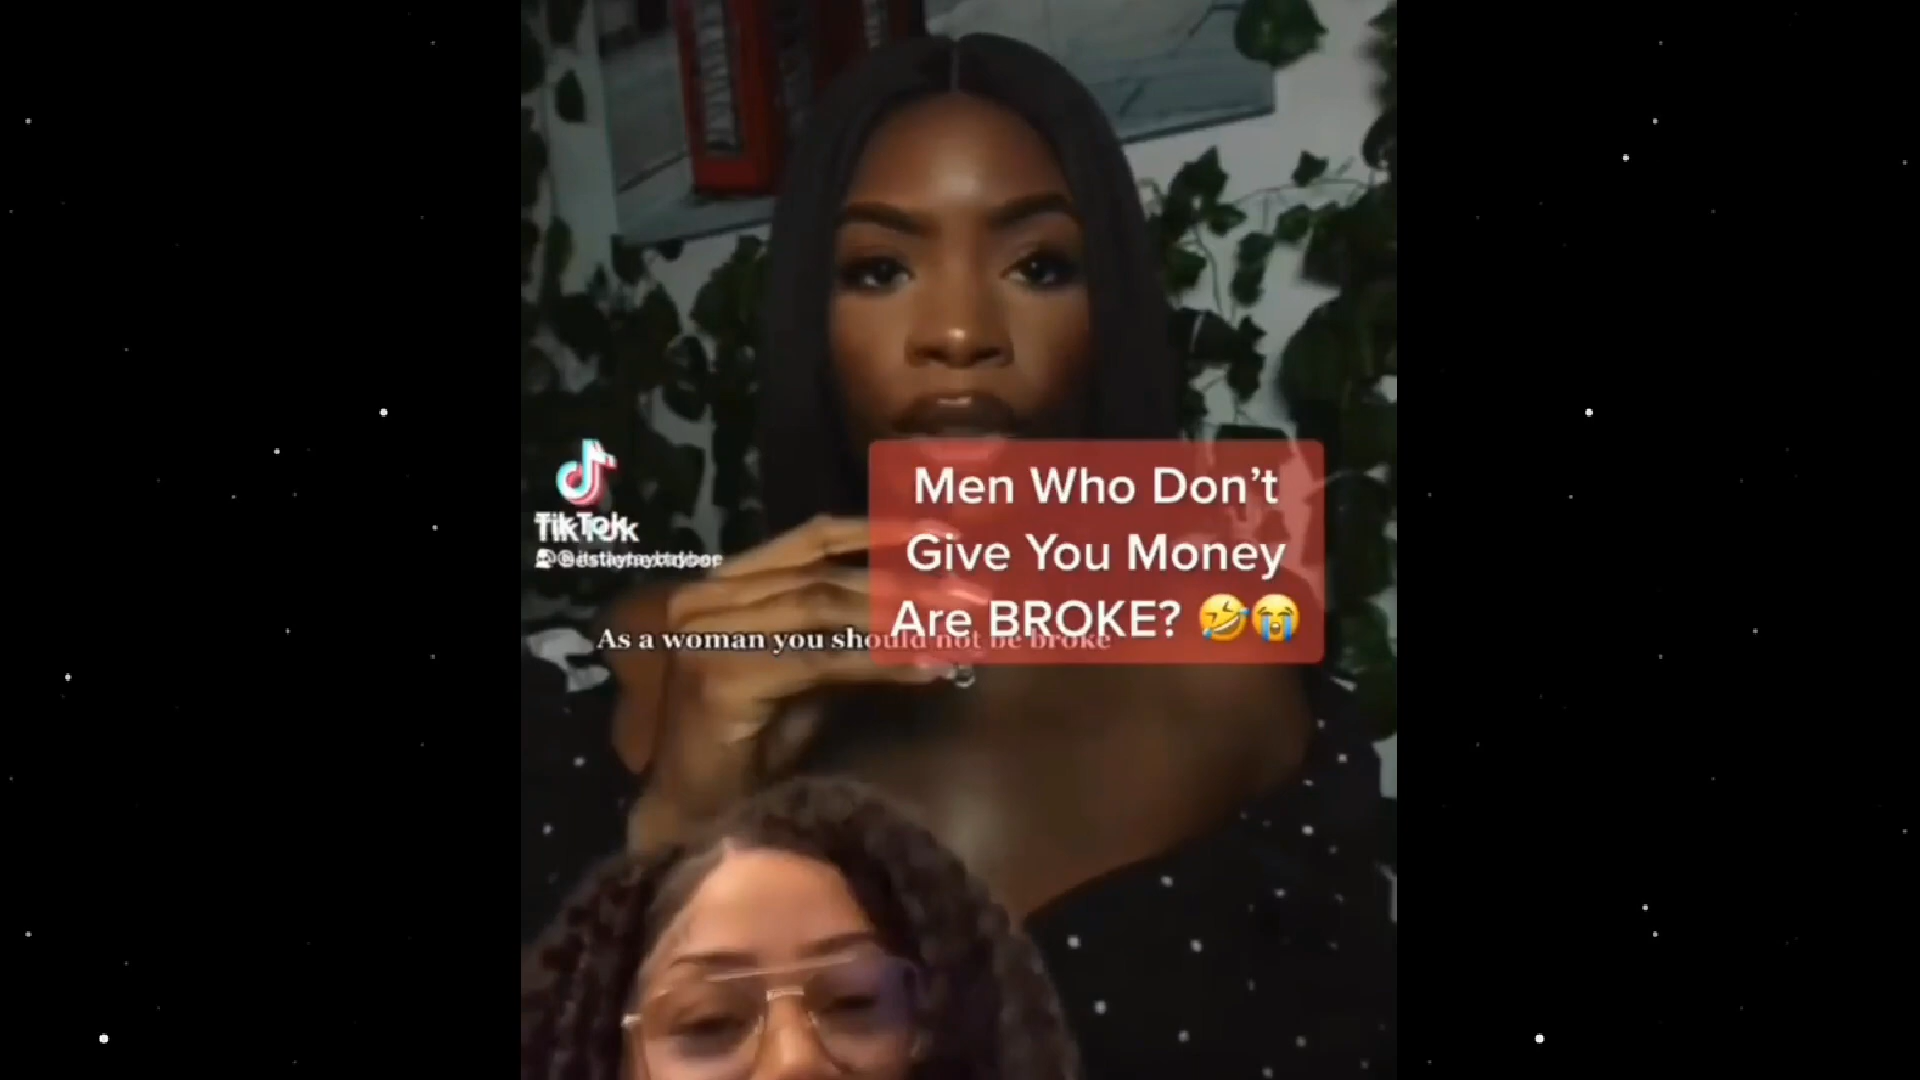 Men Who Don’t
Give You Money
Are BROKE? 🤣😭
TikTok
As a woman you should not be broke